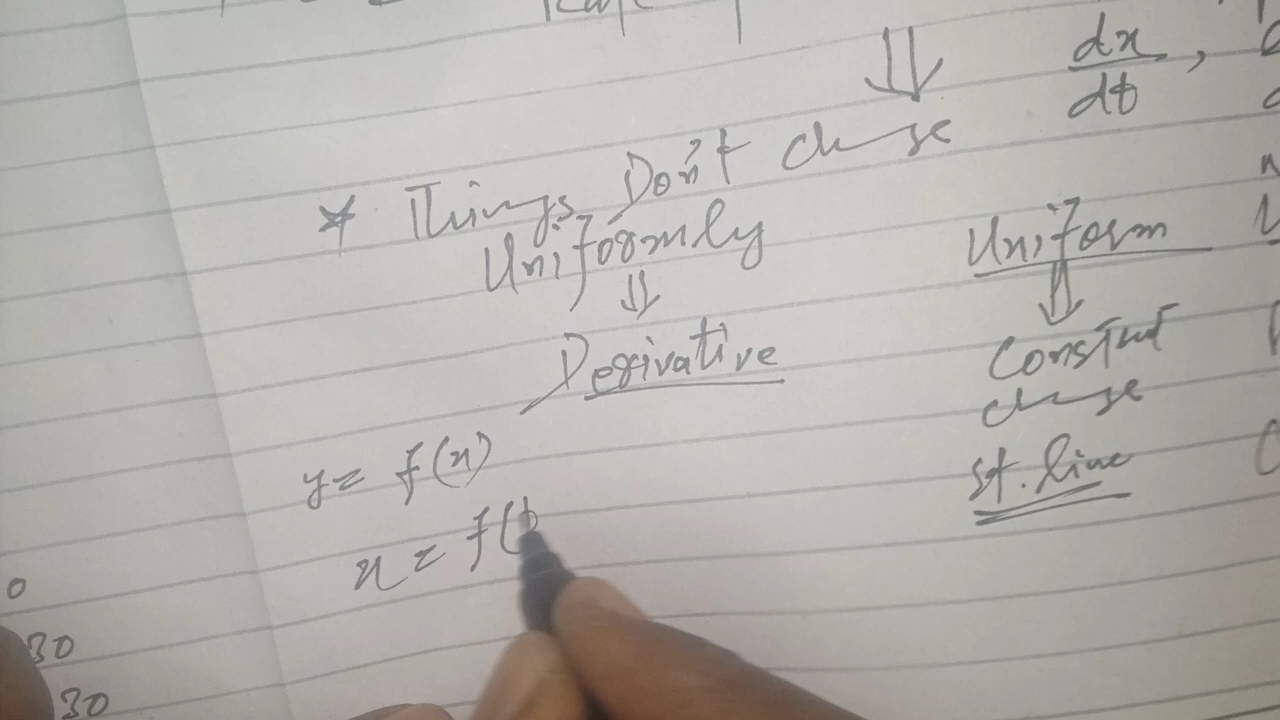 dx
dt ,
* Things Don't change
Uniformly
⇓
Derivative
Uniform
⇓
Constant
change
st. line
y = f(x)
x = f(t
0
30
30